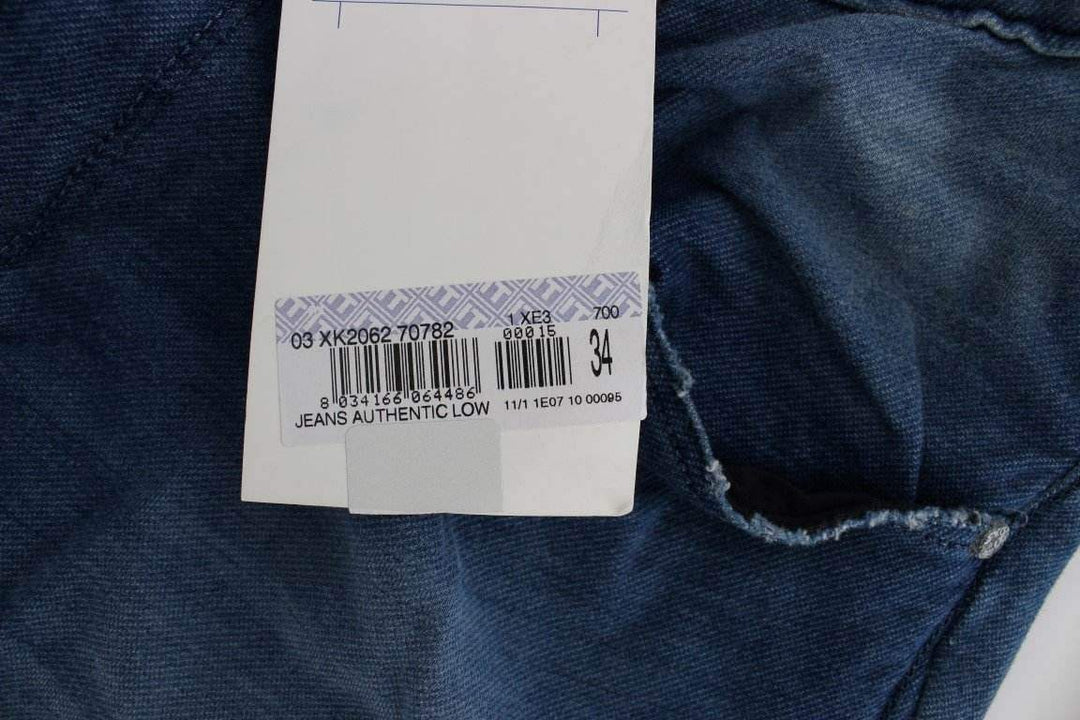 03 XK2062 70782 1 XE3 700
00015
34
8 034166 064486
JEANS AUTHENTIC LOW 11/1 1E07 10 00095